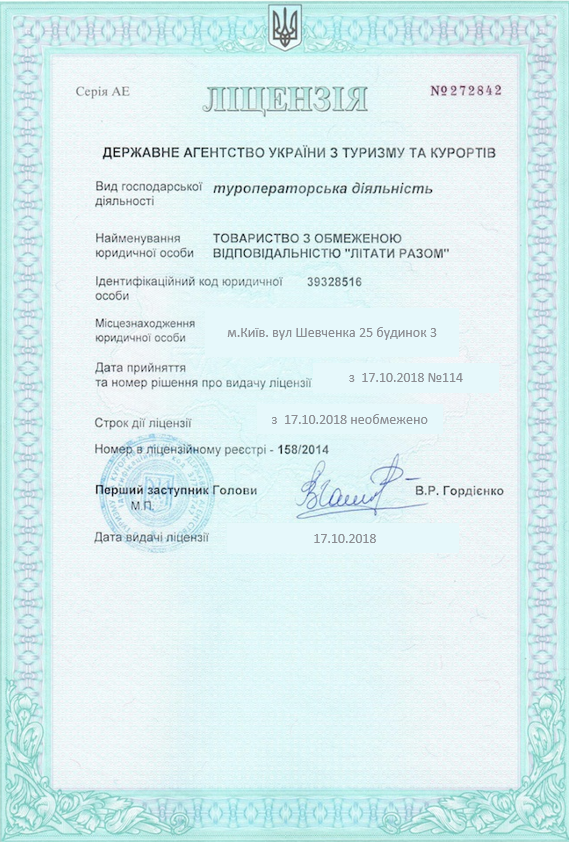 Серія АЕ
ЛІЦЕНЗІЯ
№272842
ДЕРЖАВНЕ АГЕНТСТВО УКРАЇНИ З ТУРИЗМУ ТА КУРОРТІВ
Вид господарської діяльності
туроператорська діяльність
Найменування
юридичної особи
ТОВАРИСТВО З ОБМЕЖЕНОЮ
ВІДПОВІДАЛЬНІСТЮ "ЛІТАТИ РАЗОМ"
Ідентифікаційний код юридичної
особи
39328516
Місцезнаходження
юридичної особи
м.Київ. вул Шевченка 25 будинок 3
Дата прийняття
та номер рішення про видачу ліцензії
з 17.10.2018 №114
Строк дії ліцензії
з 17.10.2018 необмежено
Номер в ліцензійному реєстрі - 158/2014
Перший заступник Голови
М.П.
В.Р. Гордієнко
Дата видачі ліцензії
17.10.2018